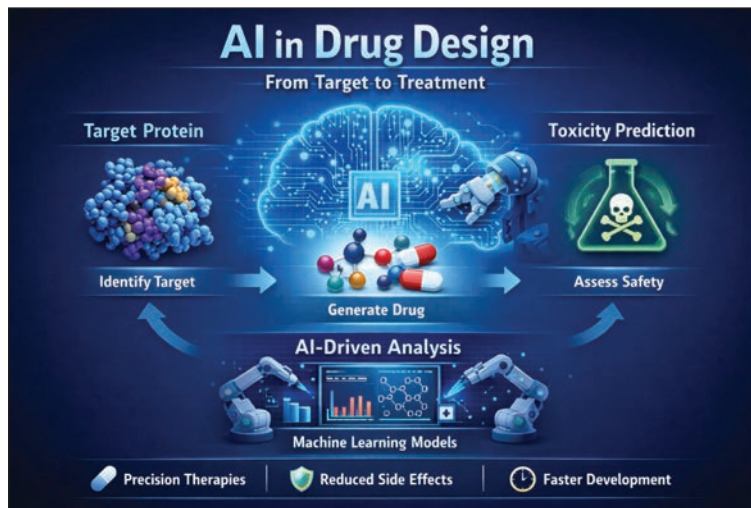 AI in Drug Design
From Target to Treatment
Target Protein
Toxicity Prediction
AI
Identify Target
Generate Drug
Assess Safety
AI-Driven Analysis
Machine Learning Models
Precision Therapies
Reduced Side Effects
Faster Development